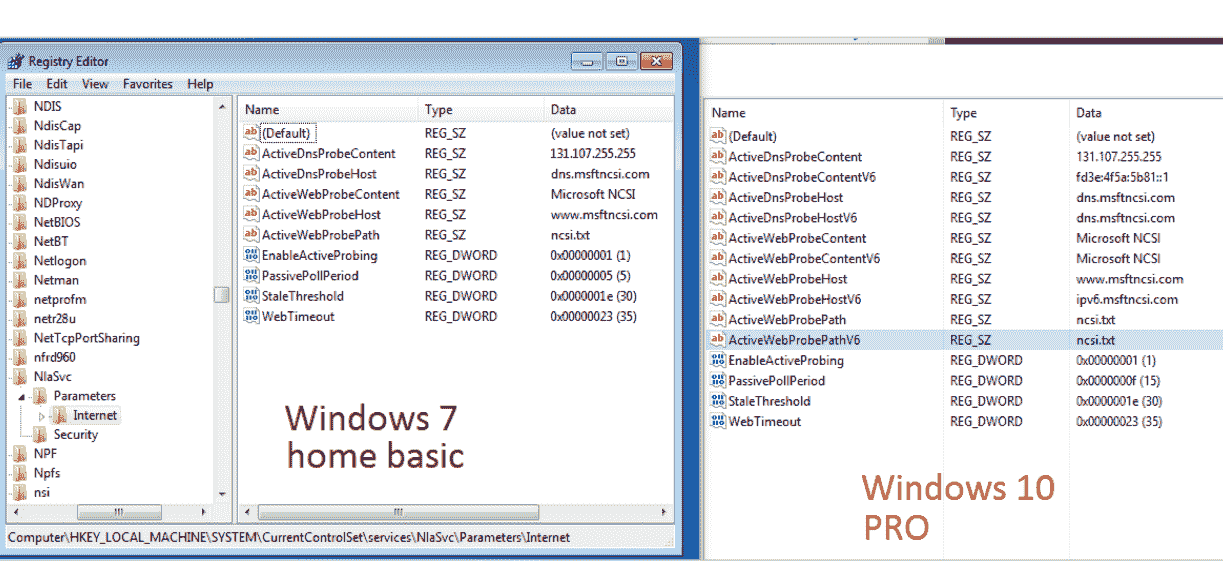 Registry Editor
File Edit View Favorites Help
NDIS
NdisCap
NdisTapi
Ndisuio
NdisWan
NDProxy
NetBIOS
NetBT
Netlogon
Netman
netprofm
netr28u
NetTcpPortSharing
nfrd960
NlaSvc
Parameters
Internet
Security
NPF
Npfs
nsi
Name Type Data
(Default) REG_SZ (value not set)
ActiveDnsProbeContent REG_SZ 131.107.255.255
ActiveDnsProbeHost REG_SZ dns.msftncsi.com
ActiveWebProbeContent REG_SZ Microsoft NCSI
ActiveWebProbeHost REG_SZ www.msftncsi.com
ActiveWebProbePath REG_SZ ncsi.txt
EnableActiveProbing REG_DWORD 0x00000001 (1)
PassivePollPeriod REG_DWORD 0x00000005 (5)
StaleThreshold REG_DWORD 0x0000001e (30)
WebTimeout REG_DWORD 0x00000023 (35)
Windows 7
home basic
Computer\HKEY_LOCAL_MACHINE\SYSTEM\CurrentControlSet\services\NlaSvc\Parameters\Internet
Name Type Data
(Default) REG_SZ (value not set)
ActiveDnsProbeContent REG_SZ 131.107.255.255
ActiveDnsProbeContentV6 REG_SZ fd3e:4f5a:5b81::1
ActiveDnsProbeHost REG_SZ dns.msftncsi.com
ActiveDnsProbeHostV6 REG_SZ dns.msftncsi.com
ActiveWebProbeContent REG_SZ Microsoft NCSI
ActiveWebProbeContentV6 REG_SZ Microsoft NCSI
ActiveWebProbeHost REG_SZ www.msftncsi.com
ActiveWebProbeHostV6 REG_SZ ipv6.msftncsi.com
ActiveWebProbePath REG_SZ ncsi.txt
ActiveWebProbePathV6 REG_SZ ncsi.txt
EnableActiveProbing REG_DWORD 0x00000001 (1)
PassivePollPeriod REG_DWORD 0x0000000f (15)
StaleThreshold REG_DWORD 0x0000001e (30)
WebTimeout REG_DWORD 0x00000023 (35)
Windows 10
PRO